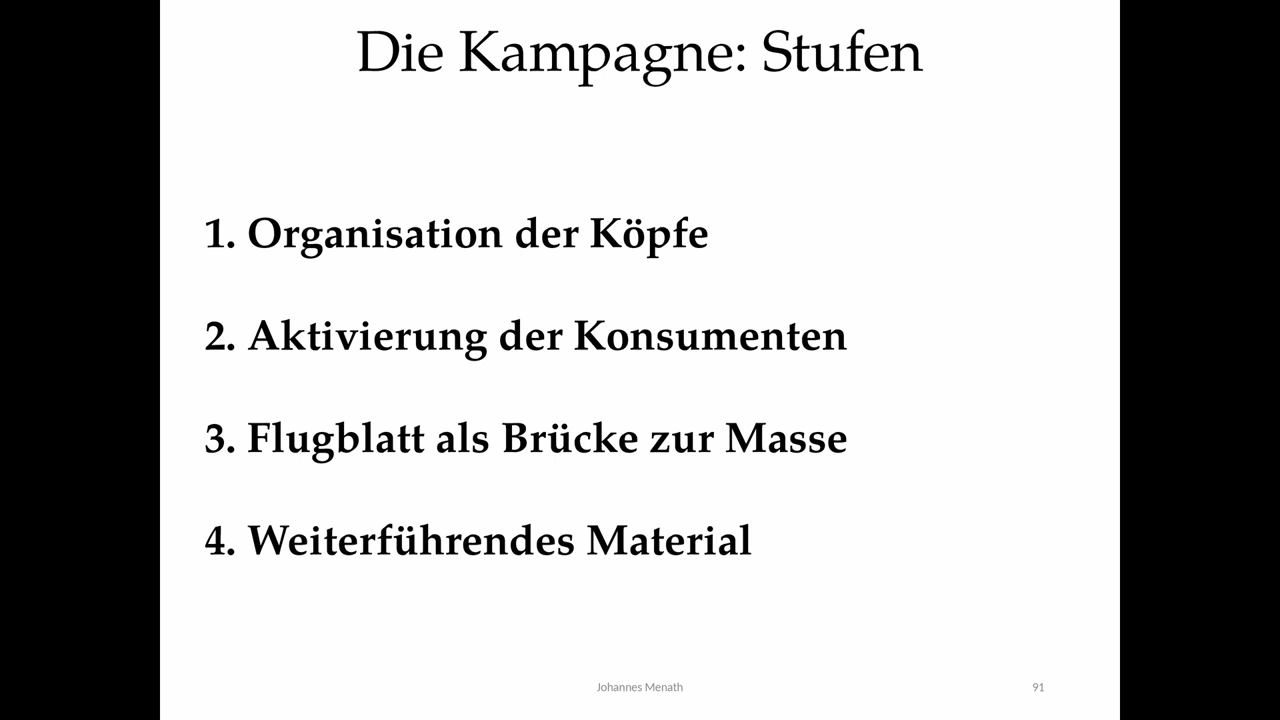 Die Kampagne: Stufen
1. Organisation der Köpfe
2. Aktivierung der Konsumenten
3. Flugblatt als Brücke zur Masse
4. Weiterführendes Material
Johannes Menath
91